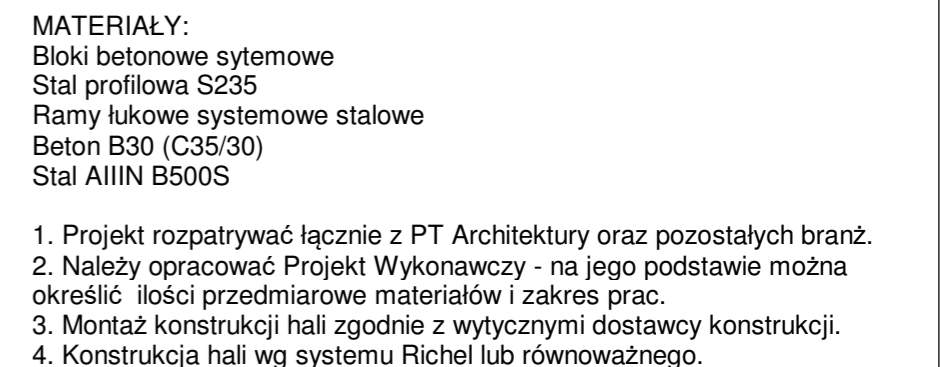 MATERIAŁY:
Bloki betonowe sytemowe
Stal profilowa S235
Ramy łukowe systemowe stalowe
Beton B30 (C35/30)
Stal AIIIN B500S
1. Projekt rozpatrywać łącznie z PT Architektury oraz pozostałych branż.
2. Należy opracować Projekt Wykonawczy - na jego podstawie można
określić  ilości przedmiarowe materiałów i zakres prac.
3. Montaż konstrukcji hali zgodnie z wytycznymi dostawcy konstrukcji.
4. Konstrukcja hali wg systemu Richel lub równoważnego.